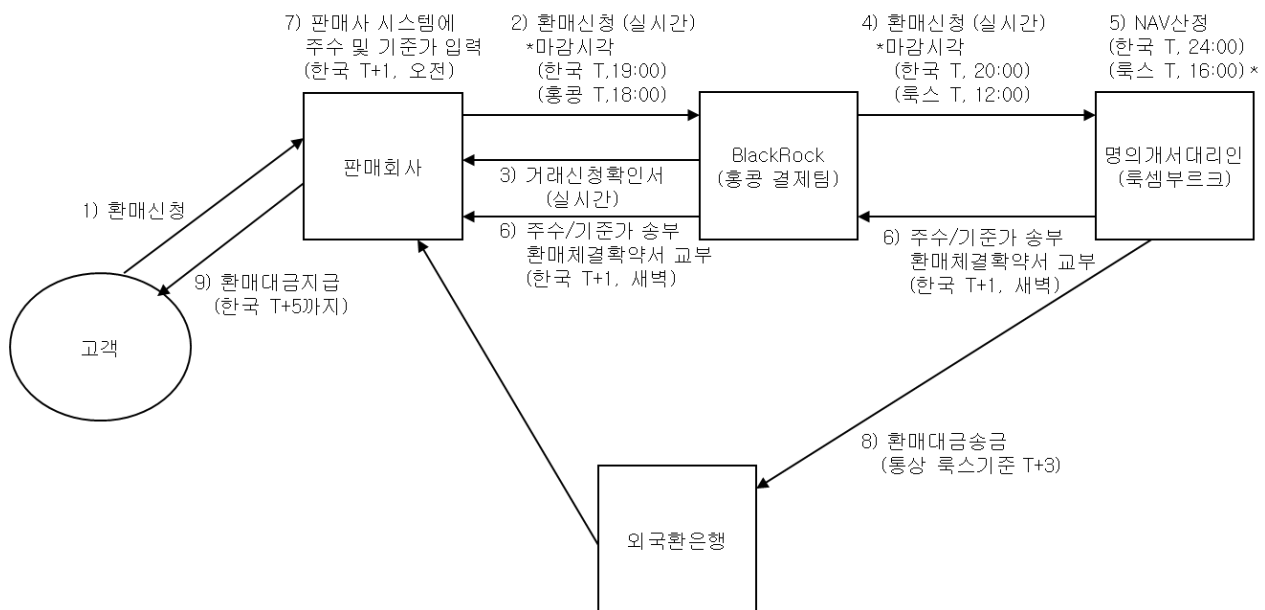 7) 판매사 시스템에
주수 및 기준가 입력
(한국 T+1, 오전)
2) 환매신청 (실시간)
*마감시각
(한국 T,19:00)
(홍콩 T,18:00)
4) 환매신청 (실시간)
*마감시각
(한국 T, 20:00)
(룩스 T, 12:00)
5) NAV산정
(한국 T, 24:00)
(룩스 T, 16:00) *
판매회사
BlackRock
(홍콩 결제팀)
명의개서대리인
(룩셈부르크)
3) 거래신청확인서
(실시간)
1) 환매신청
6) 주수/기준가 송부
환매체결확약서 교부
(한국 T+1, 새벽)
6) 주수/기준가 송부
환매체결확약서 교부
(한국 T+1, 새벽)
9) 환매대금지급
(한국 T+5까지)
고객
8) 환매대금송금
(통상 룩스기준 T+3)
외국환은행